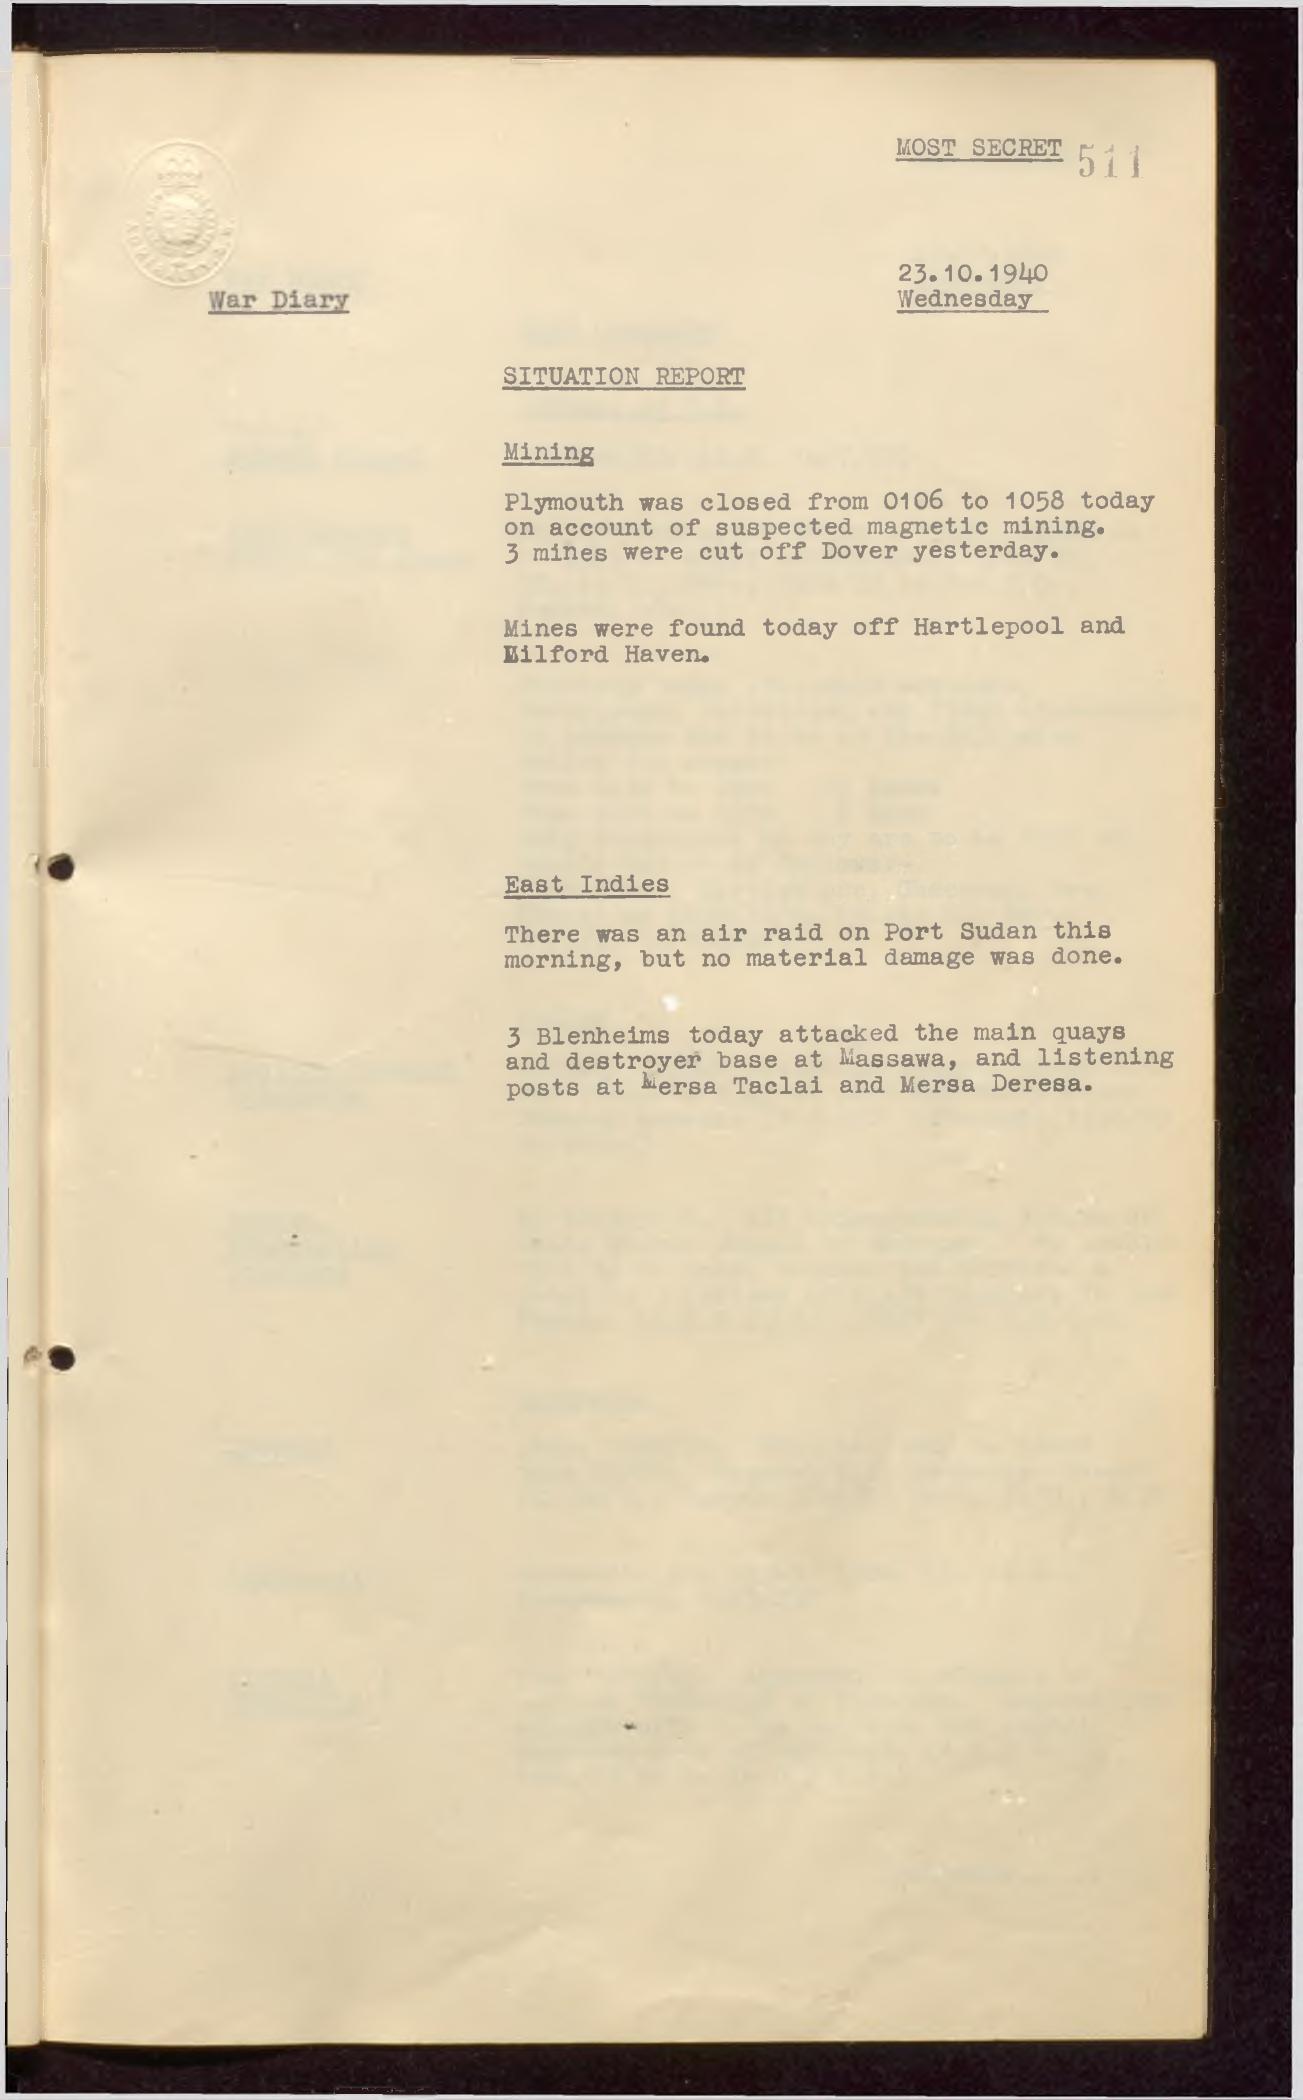 MOST SECRET 511
23.10.1940
War Diary
Wednesday
SITUATION REPORT
Mining
Plymouth was closed from 0106 to 1058 today
on account of suspected magnetic mining.
3 mines were cut off Dover yesterday.
Mines were found today off Hartlepool and
Milford Haven.
East Indies
There was an air raid on Port Sudan this
morning, but no material damage was done.
3 Blenheims today attacked the main quays
and destroyer base at Massawa, and listening
posts at Mersa Taclai and Mersa Deresa.